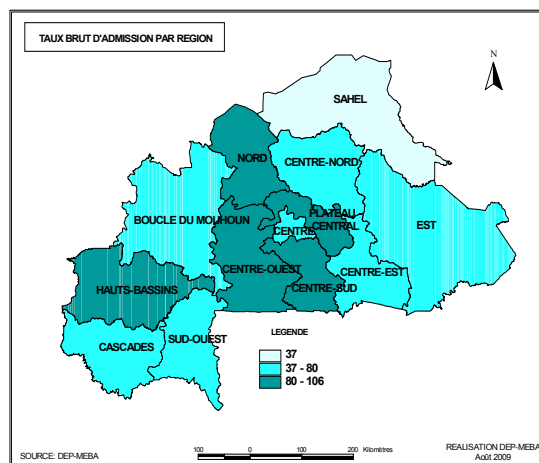 TAUX BRUT D'ADMISSION PAR REGION
N
SAHEL
NORD
CENTRE-NORD
BOUCLE DU MOUHOUN
PLATEAU
CENTRAL
CENTRE
EST
CENTRE-OUEST
CENTRE-EST
HAUTS-BASSINS
CENTRE-SUD
CASCADES
SUD-OUEST
LEGENDE
37
37 - 80
80 - 106
100 0 100 200 Kilomètres
SOURCE: DEP-MEBA
REALISATION DEP-MEBA
Août 2009